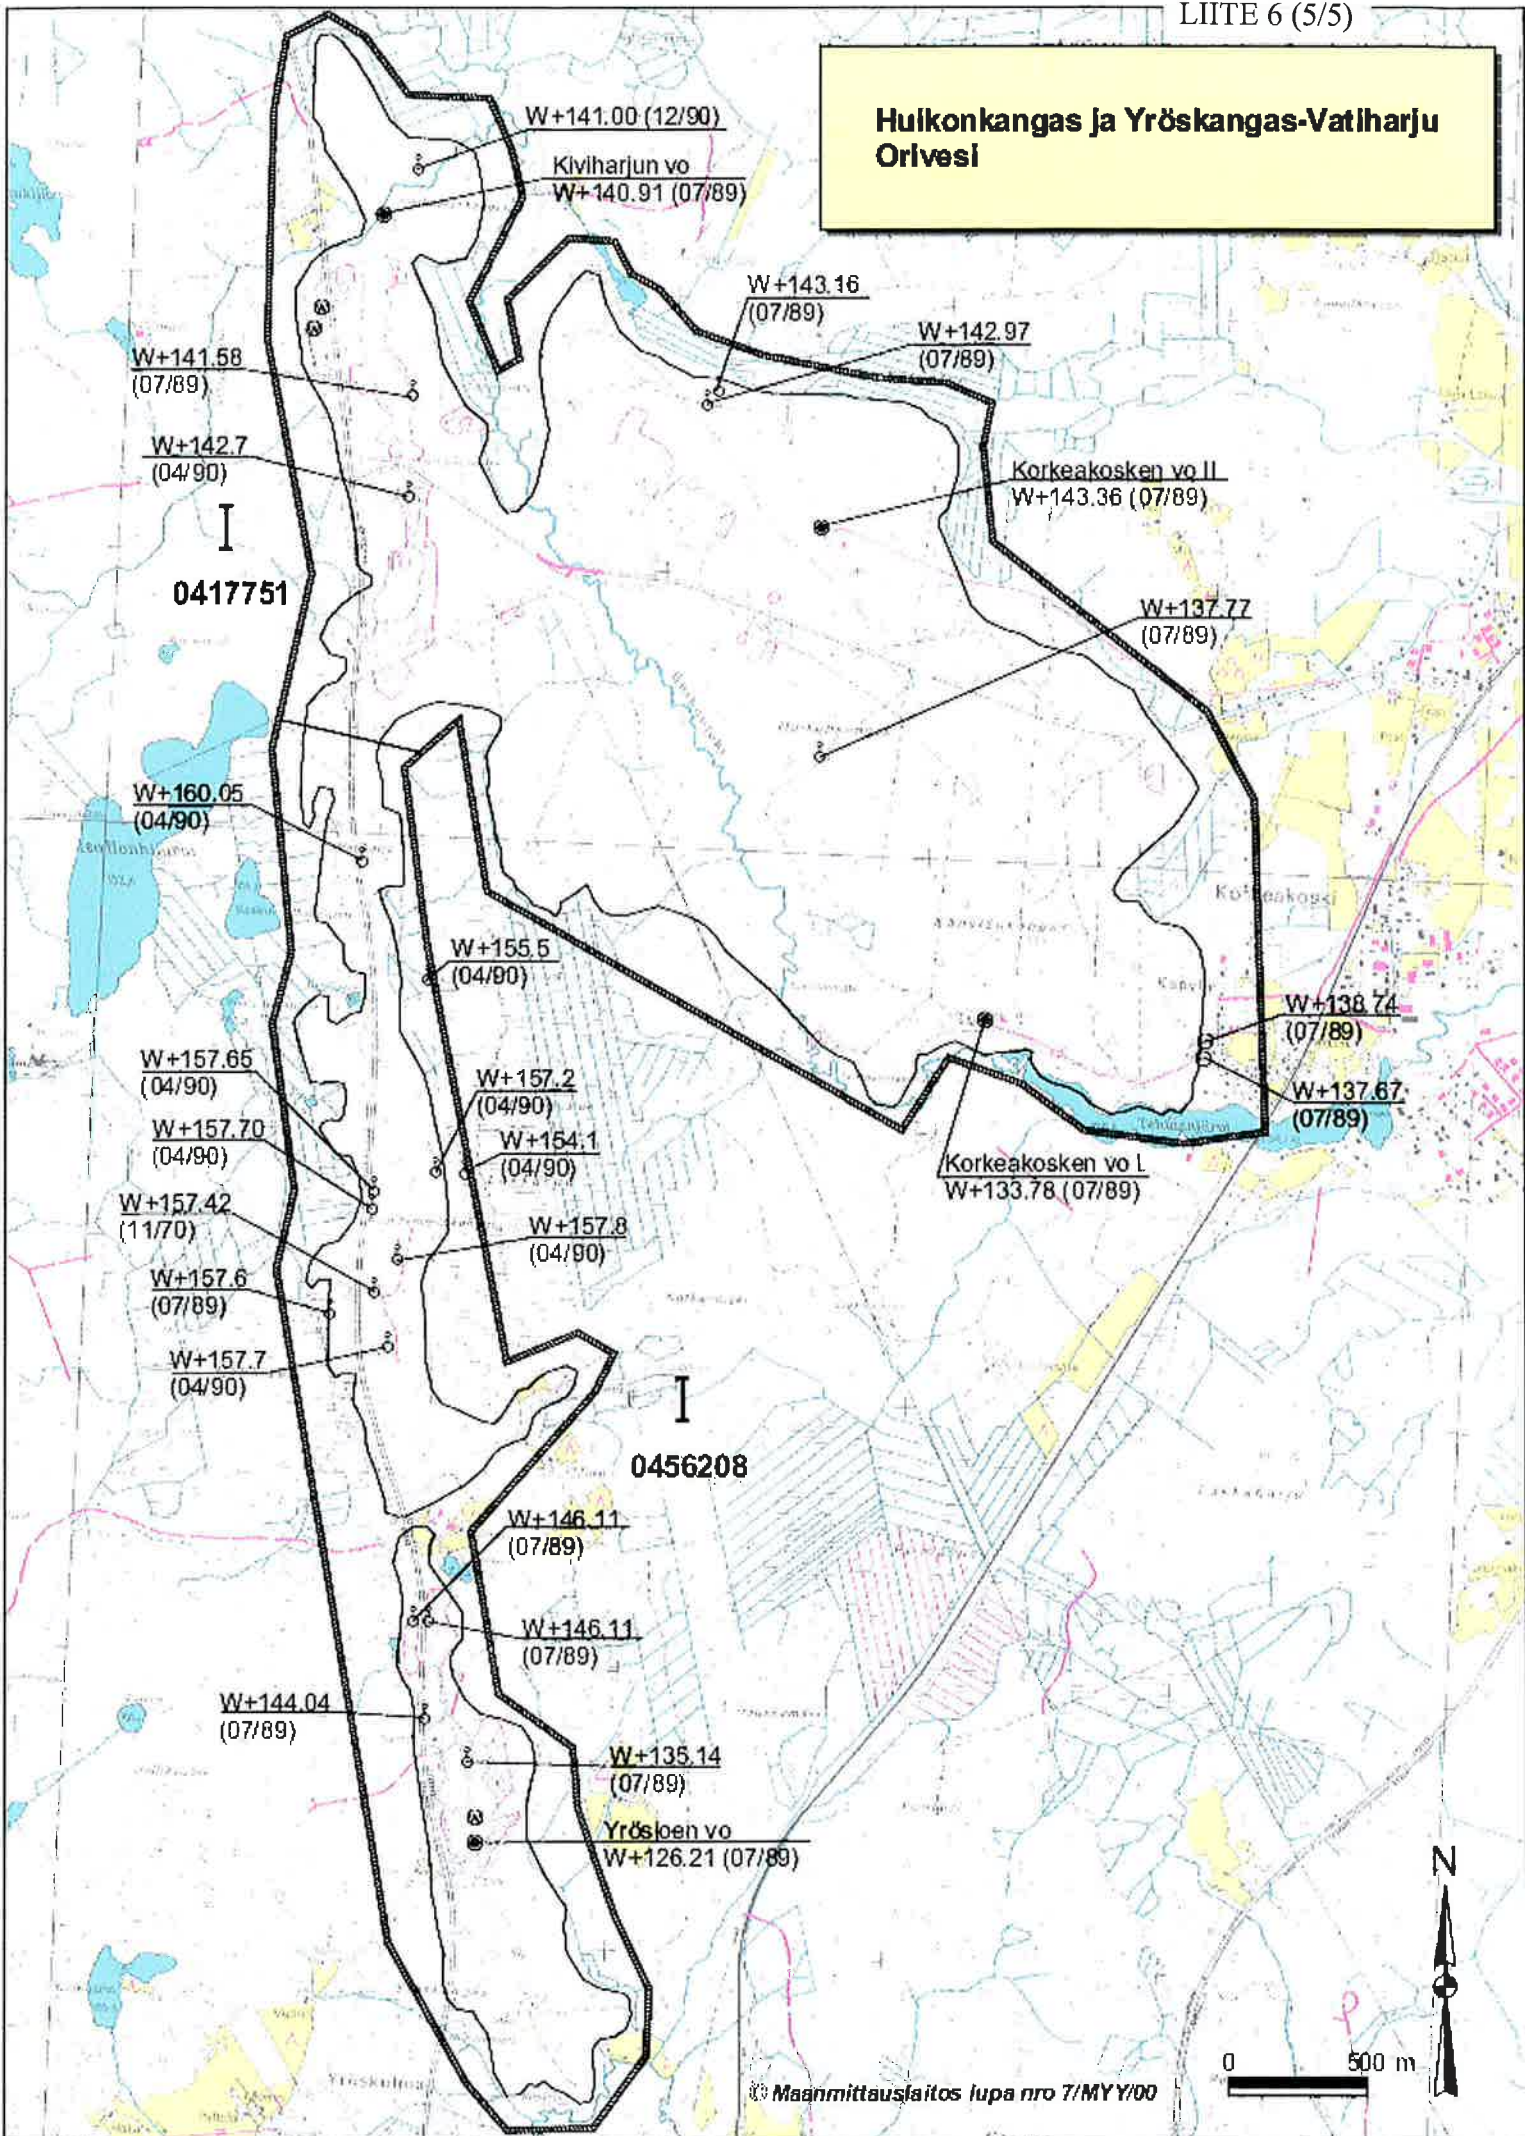 LIITE 6 (5/5)
Huikonkangas ja Yröskangas-Vatiharju
Orivesi
W+141.00 (12/90)
Kiviharjun vo
W+140.91 (07/89)
W+143.16
(07/89)
W+142.97
(07/89)
W+141.58
(07/89)
W+142.7
(04/90)
Korkeakosken vo II
W+143.36 (07/89)
I
0417751
W+137.77
(07/89)
W+160.05
(04/90)
Korkeakoski
W+155.5
(04/90)
W+138.74
(07/89)
W+157.65
(04/90)
W+157.2
(04/90)
W+137.67
(07/89)
W+157.70
(04/90)
W+154.1
(04/90)
Korkeakosken vo I
W+133.78 (07/89)
W+157.42
(11/70)
W+157.8
(04/90)
W+157.6
(07/89)
W+157.7
(04/90)
I
0456208
W+146.11
(07/89)
W+146.11
(07/89)
W+144.04
(07/89)
W+135.14
(07/89)
Yrösjoen vo
W+126.21 (07/89)
N
0 500 m
Yröskulma
© Maanmittauslaitos lupa nro 7/MYY/00